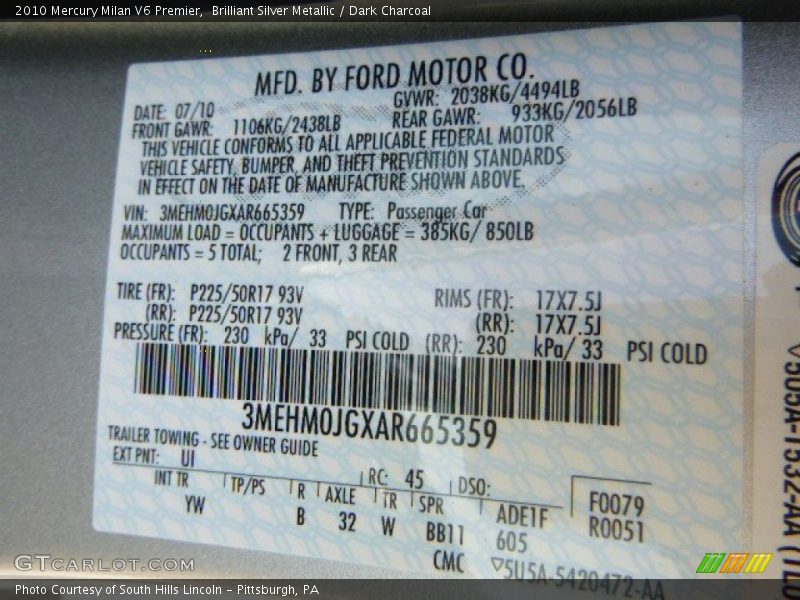 2010 Mercury Milan V6 Premier,  Brilliant Silver Metallic / Dark Charcoal
MFD. BY FORD MOTOR CO.
DATE: 07/10 GVWR: 2038KG/4494LB
FRONT GAWR: 1106KG/2438LB REAR GAWR: 933KG/2056LB
THIS VEHICLE CONFORMS TO ALL APPLICABLE FEDERAL MOTOR
VEHICLE SAFETY, BUMPER, AND THEFT PREVENTION STANDARDS
IN EFFECT ON THE DATE OF MANUFACTURE SHOWN ABOVE.
VIN: 3MEHM0JGXAR665359 TYPE: Passenger Car
MAXIMUM LOAD = OCCUPANTS + LUGGAGE = 385KG/ 850LB
OCCUPANTS = 5 TOTAL; 2 FRONT, 3 REAR
TIRE (FR): P225/50R17 93V RIMS (FR): 17X7.5J
(RR): P225/50R17 93V (RR): 17X7.5J
PRESSURE (FR): 230 kPa/ 33 PSI COLD (RR): 230 kPa/ 33 PSI COLD
3MEHM0JGXAR665359
TRAILER TOWING - SEE OWNER GUIDE
EXT PNT: UI RC: 45 DSO:
INT TR TP/PS R AXLE TR SPR ADE1F F0079
YW B 32 W BB11 605 R0051
CMC ▽5U5A-5420472-AA
▽5U5A-1532-AA
GTCarLot.com
Photo Courtesy of South Hills Lincoln – Pittsburgh, PA